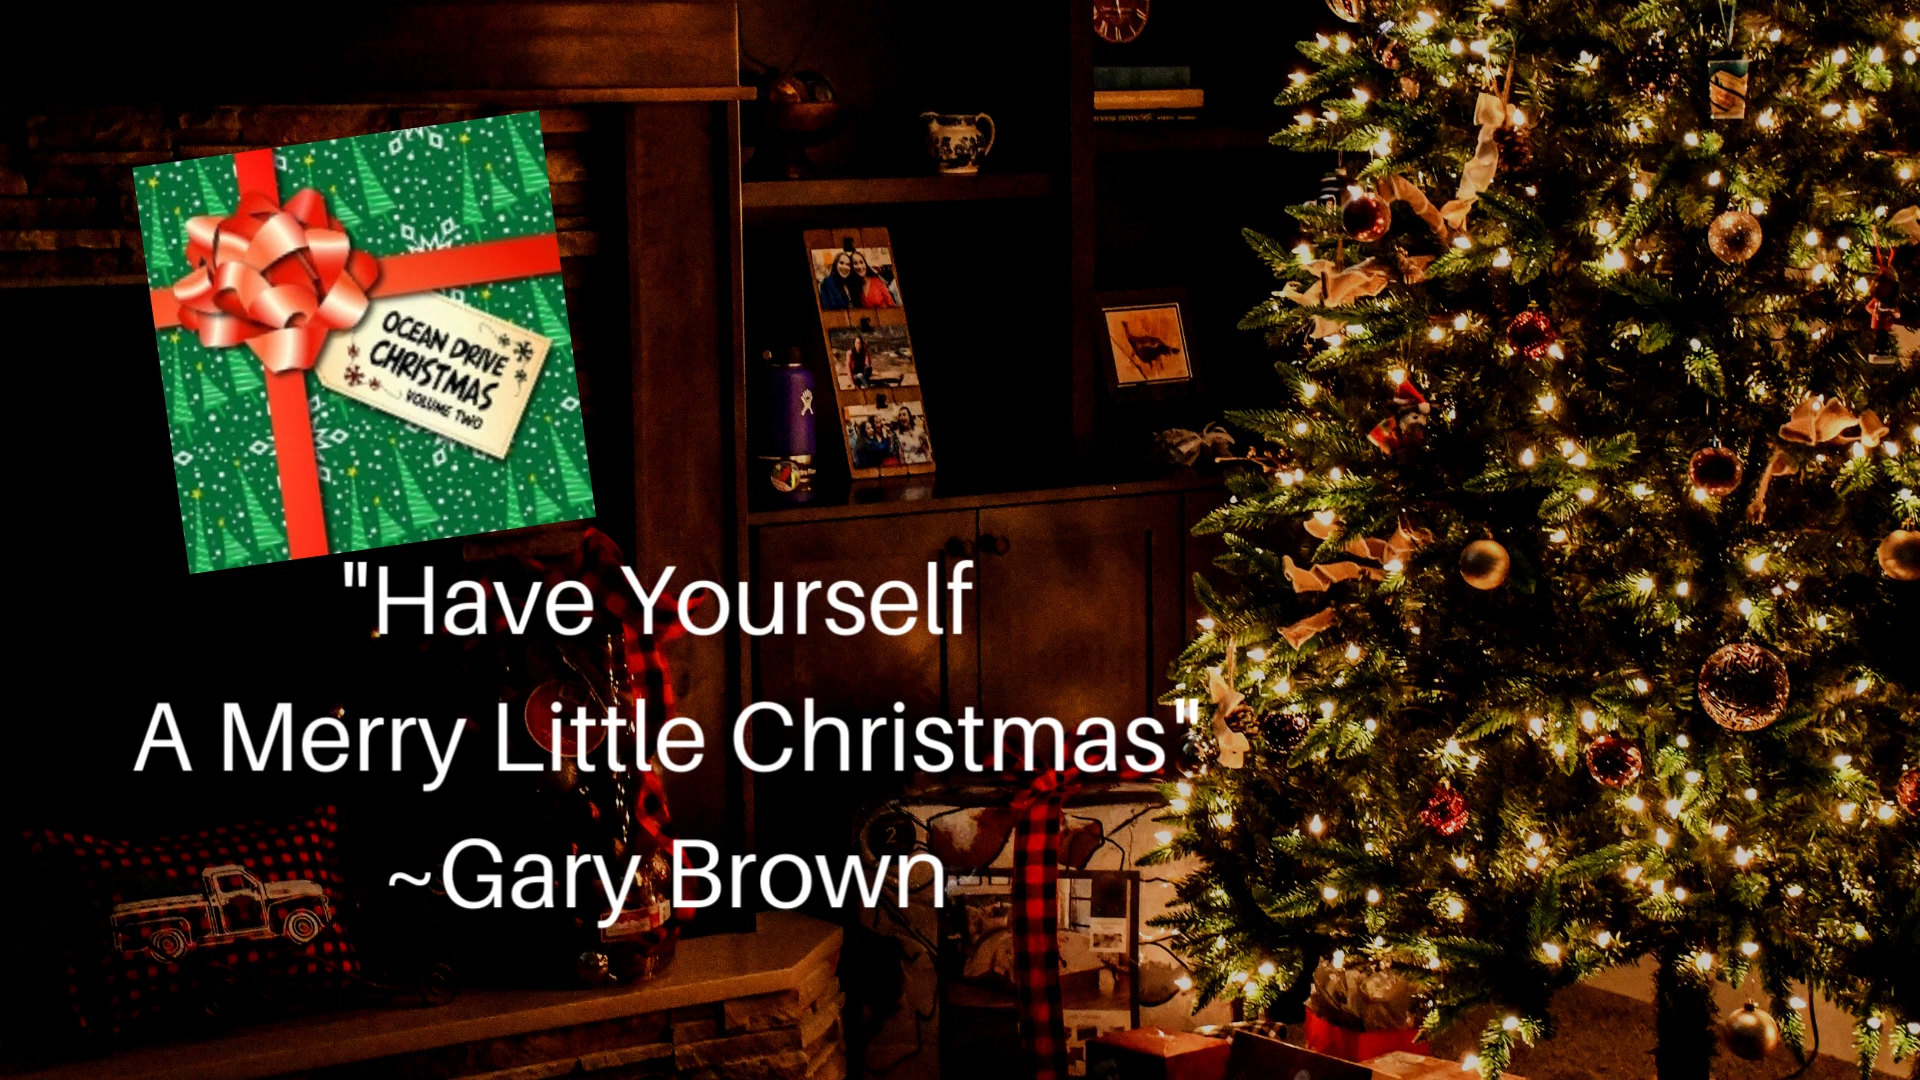 OCEAN DRIVE
CHRISTMAS
VOLUME TWO
"Have Yourself
A Merry Little Christmas"
~Gary Brown